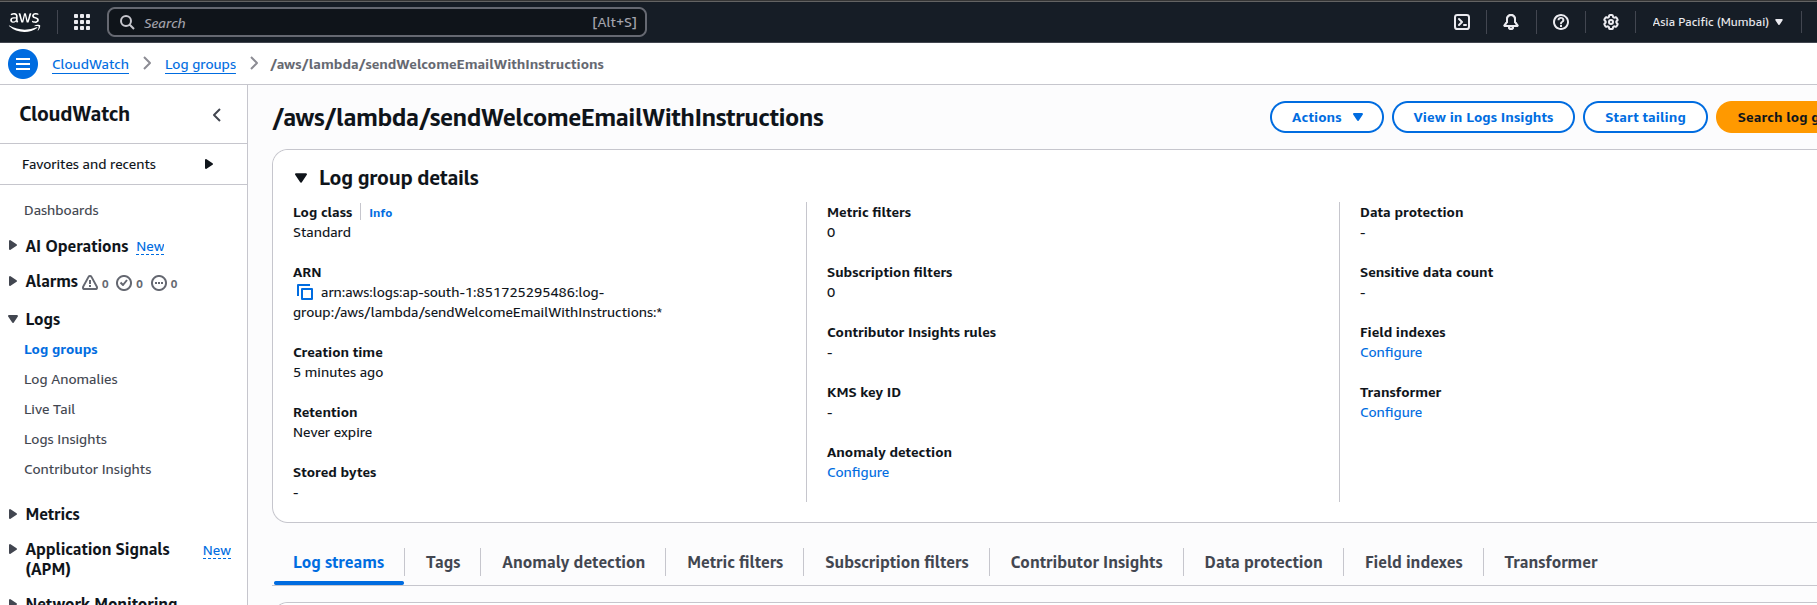 aws
Search [Alt+S]
Asia Pacific (Mumbai)
CloudWatch > Log groups > /aws/lambda/sendWelcomeEmailWithInstructions
CloudWatch
Favorites and recents
Dashboards
AI Operations New
Alarms 0 0 0
Logs
Log groups
Log Anomalies
Live Tail
Logs Insights
Contributor Insights
Metrics
Application Signals New
(APM)
Network Monitoring
/aws/lambda/sendWelcomeEmailWithInstructions
Actions View in Logs Insights Start tailing Search log g
Log group details
Log class Info
Standard
ARN
arn:aws:logs:ap-south-1:851725295486:log-
group:/aws/lambda/sendWelcomeEmailWithInstructions:*
Creation time
5 minutes ago
Retention
Never expire
Stored bytes
-
Metric filters
0
Subscription filters
0
Contributor Insights rules
-
KMS key ID
-
Anomaly detection
Configure
Data protection
-
Sensitive data count
-
Field indexes
Configure
Transformer
Configure
Log streams Tags Anomaly detection Metric filters Subscription filters Contributor Insights Data protection Field indexes Transformer